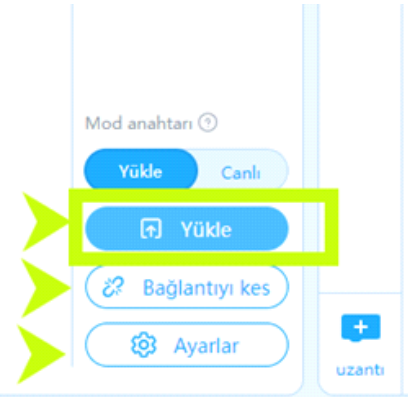 Mod anahtarı ?
Yükle Canlı
Yükle
Bağlantıyı kes
Ayarlar
uzantı